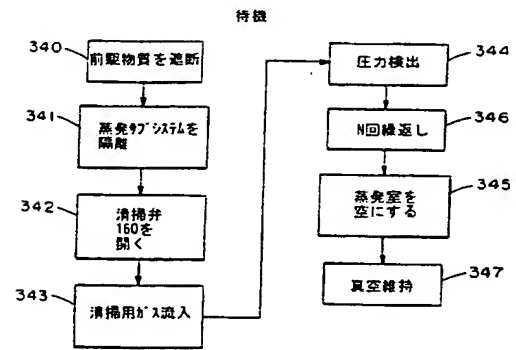 待機
340
前駆物質を遮断
341
蒸発サブシステムを
隔離
342
清掃弁
160を
開く
343
清掃用ガス流入
344
圧力検出
346
N回繰返し
345
蒸発室を
空にする
347
真空維持